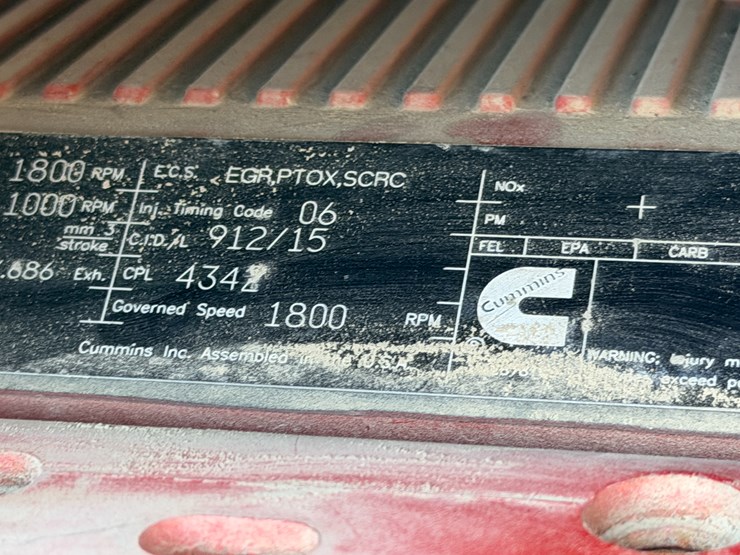 1800 RPM E.C.S. EGR,PTOX,SCRC NOx
1000 RPM Inj. Timing Code 06 PM
mm 3
stroke C.I.D./L 912/15 FEL EPA CARB
.686 Exh. CPL 4342 Cummins
Governed Speed 1800 RPM
Cummins Inc. Assembled in the U.S.A. WARNING: Injury
exceed